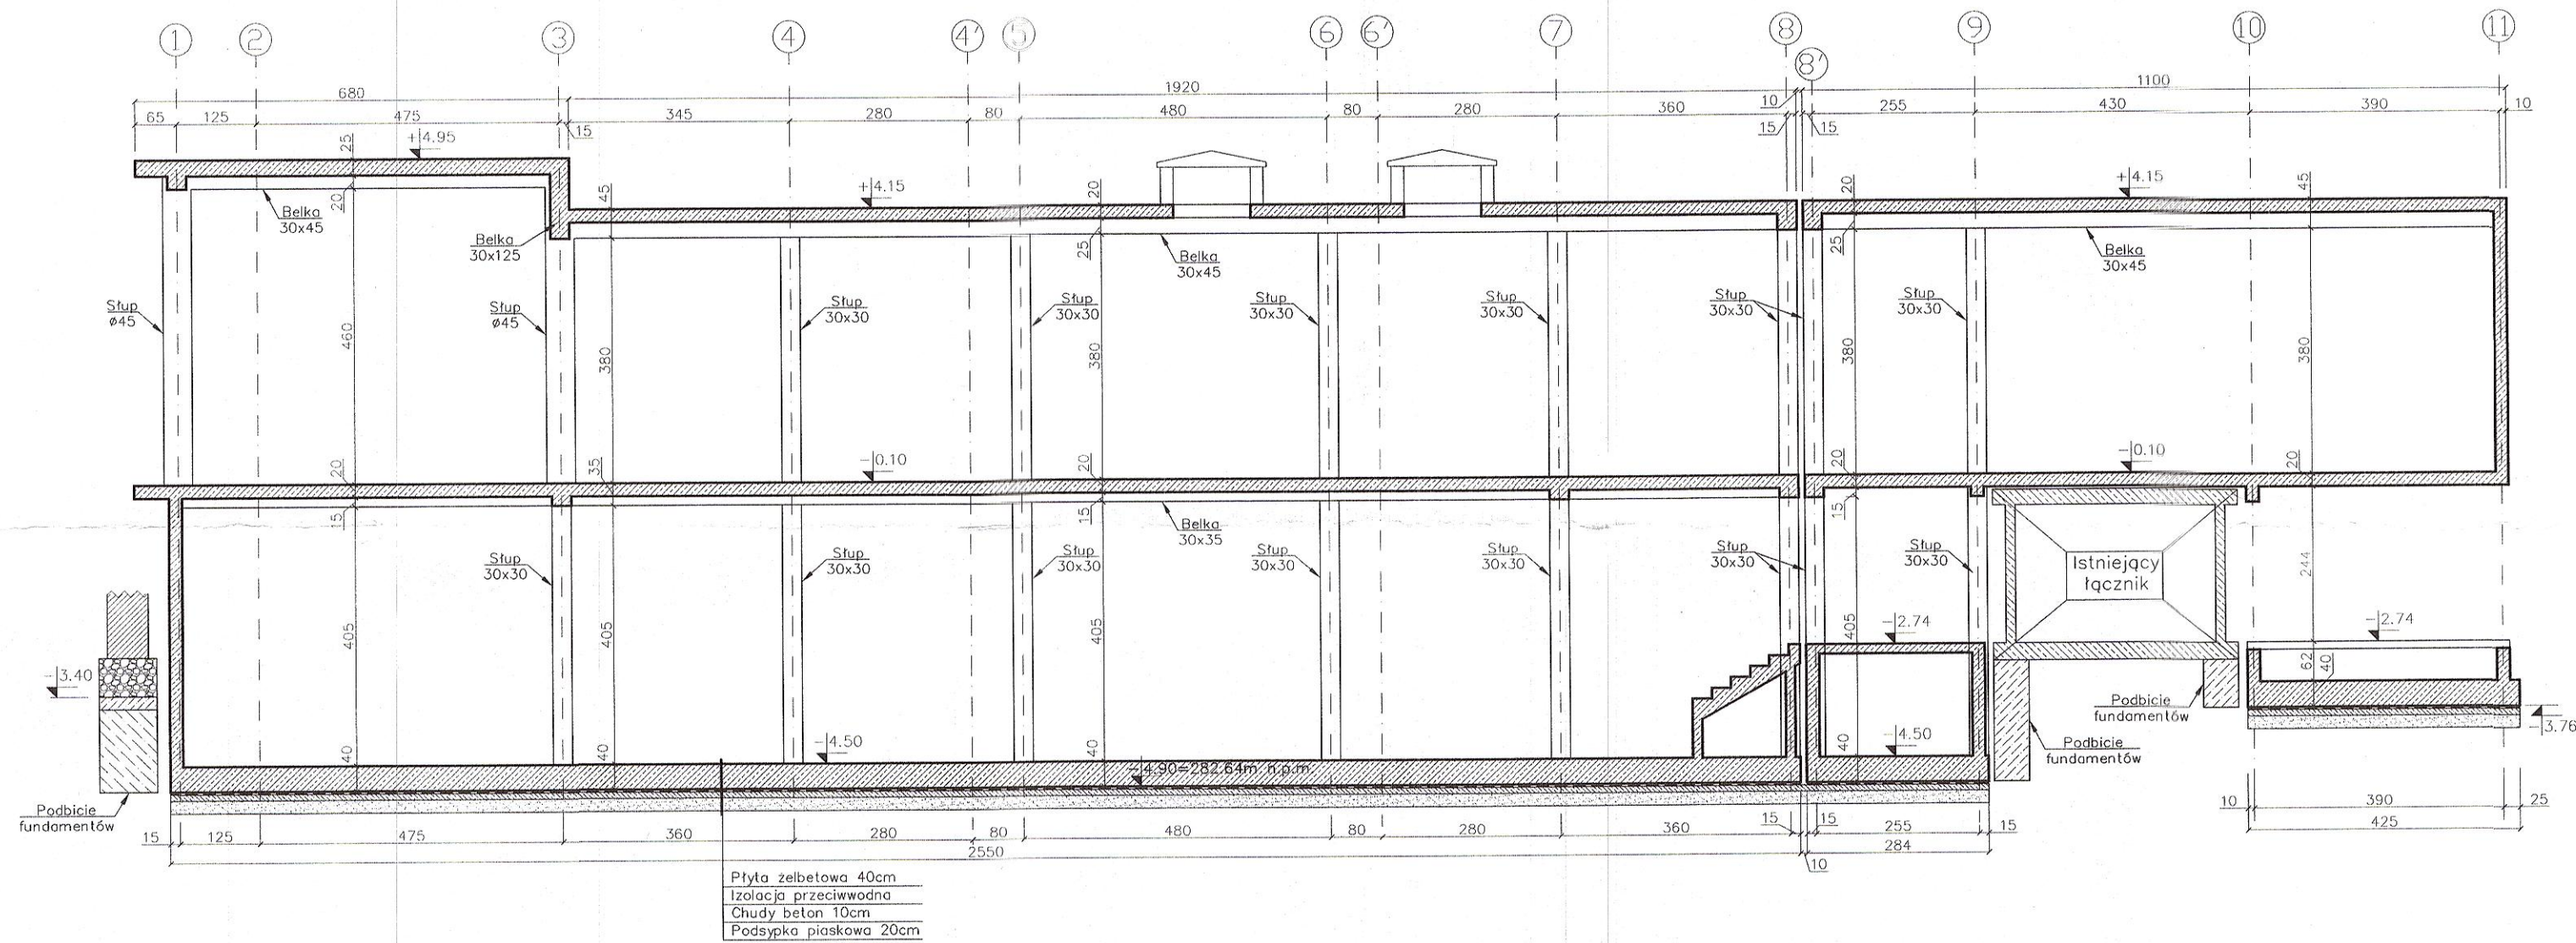 1 2 3 4 4' 5 6 6' 7 8 8' 9 10 11
680 1920 10 1100
65 125 475 15 345 280 80 480 80 280 360 15 15 255 430 390 10
+4.95
+4.15
+4.15
25
20
45
20
25
20
25
45
Belka
30x45
Belka
30x125
Belka
30x45
Belka
30x45
Słup
ø45
Słup
ø45
Słup
30x30
Słup
30x30
Słup
30x30
Słup
30x30
Słup
30x30
Słup
30x30
460
380
380
380
380
-0.10
-0.10
20
35
20
20
20
15
15
15
Belka
30x35
Słup
30x30
Słup
30x30
Słup
30x30
Słup
30x30
Słup
30x30
Słup
30x30
Słup
30x30
Istniejący
łącznik
244
405
405
405
405
-2.74
-2.74
62
40
-3.40
Podbicie
fundamentów
Podbicie
fundamentów
-3.76
40
40
-4.50
40
40
-4.50
-4.90=282.64m n.p.m.
Podbicie
fundamentów
15 125 475 360 280 80 480 80 280 360 15 15 255 15
10 390 25
425
2550 284
10
Płyta żelbetowa 40cm
Izolacja przeciwwodna
Chudy beton 10cm
Podsypka piaskowa 20cm